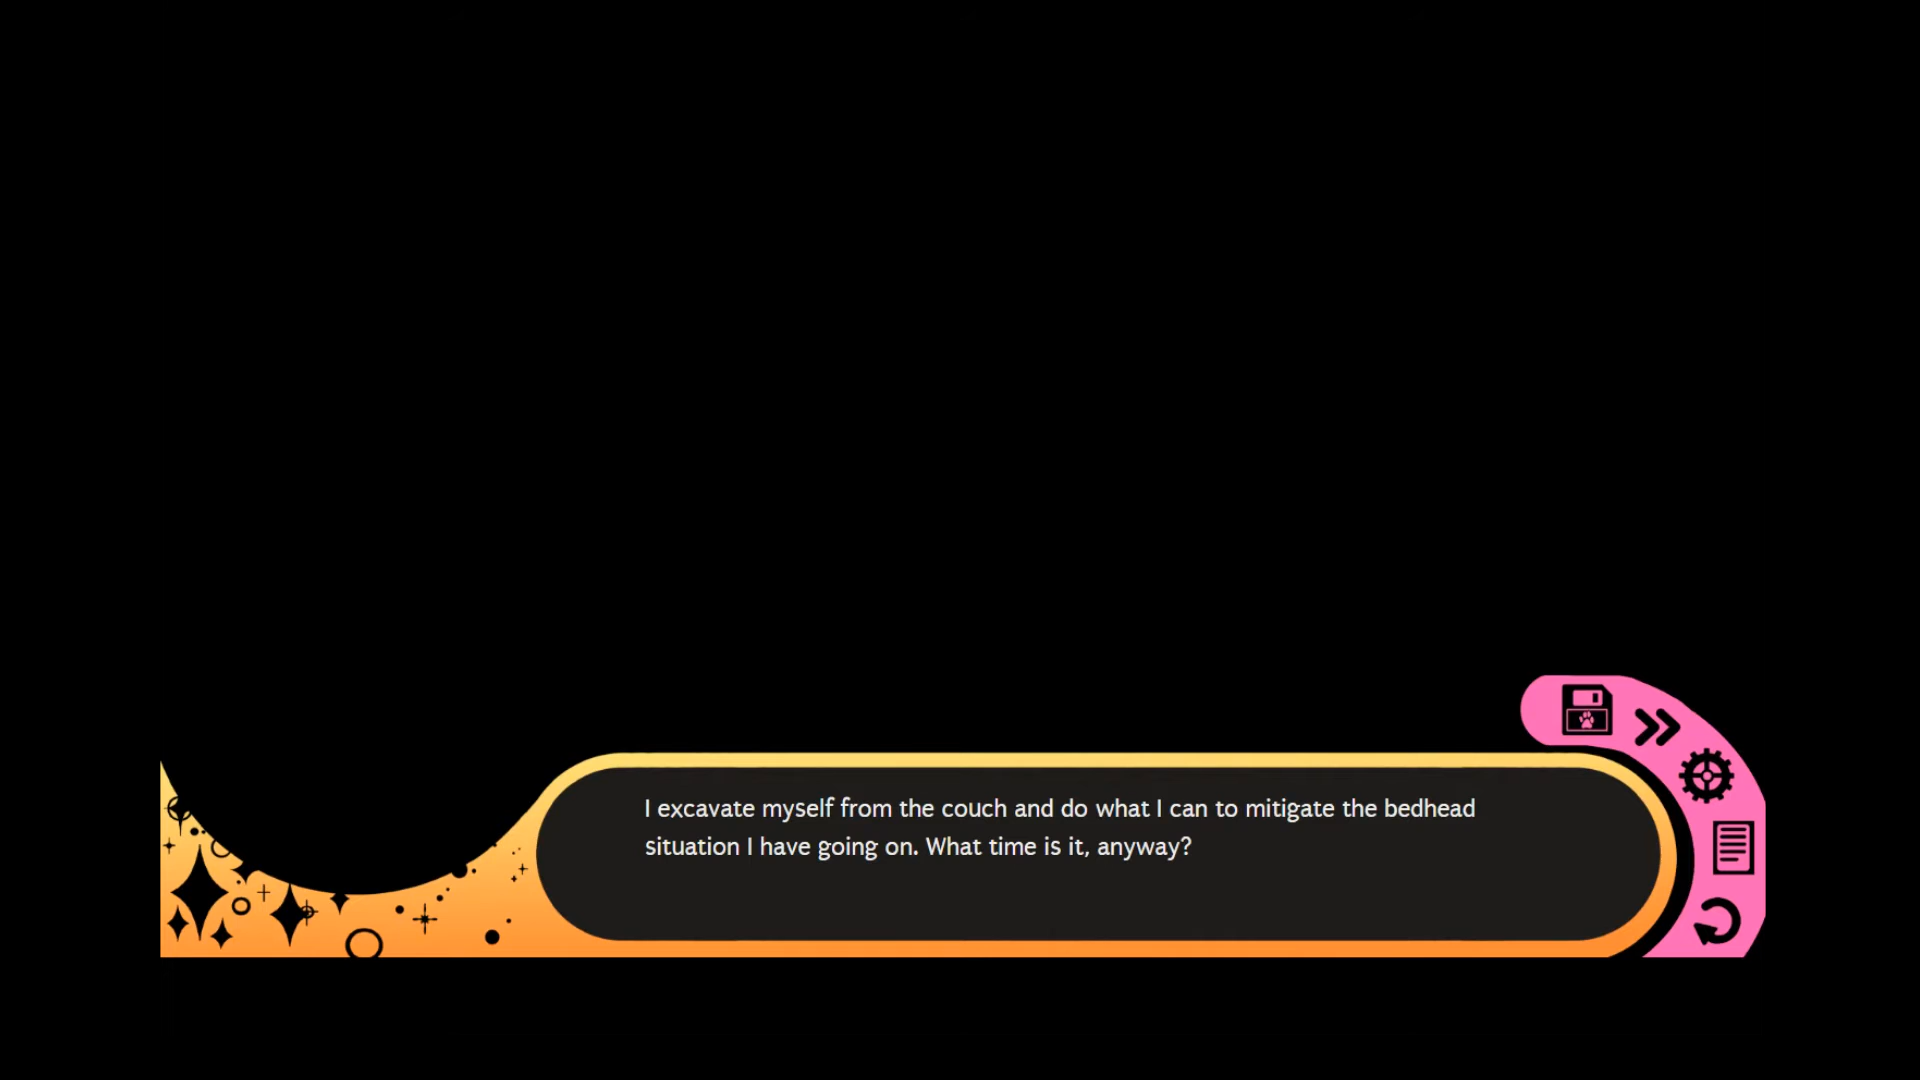 I excavate myself from the couch and do what I can to mitigate the bedhead
situation I have going on. What time is it, anyway?